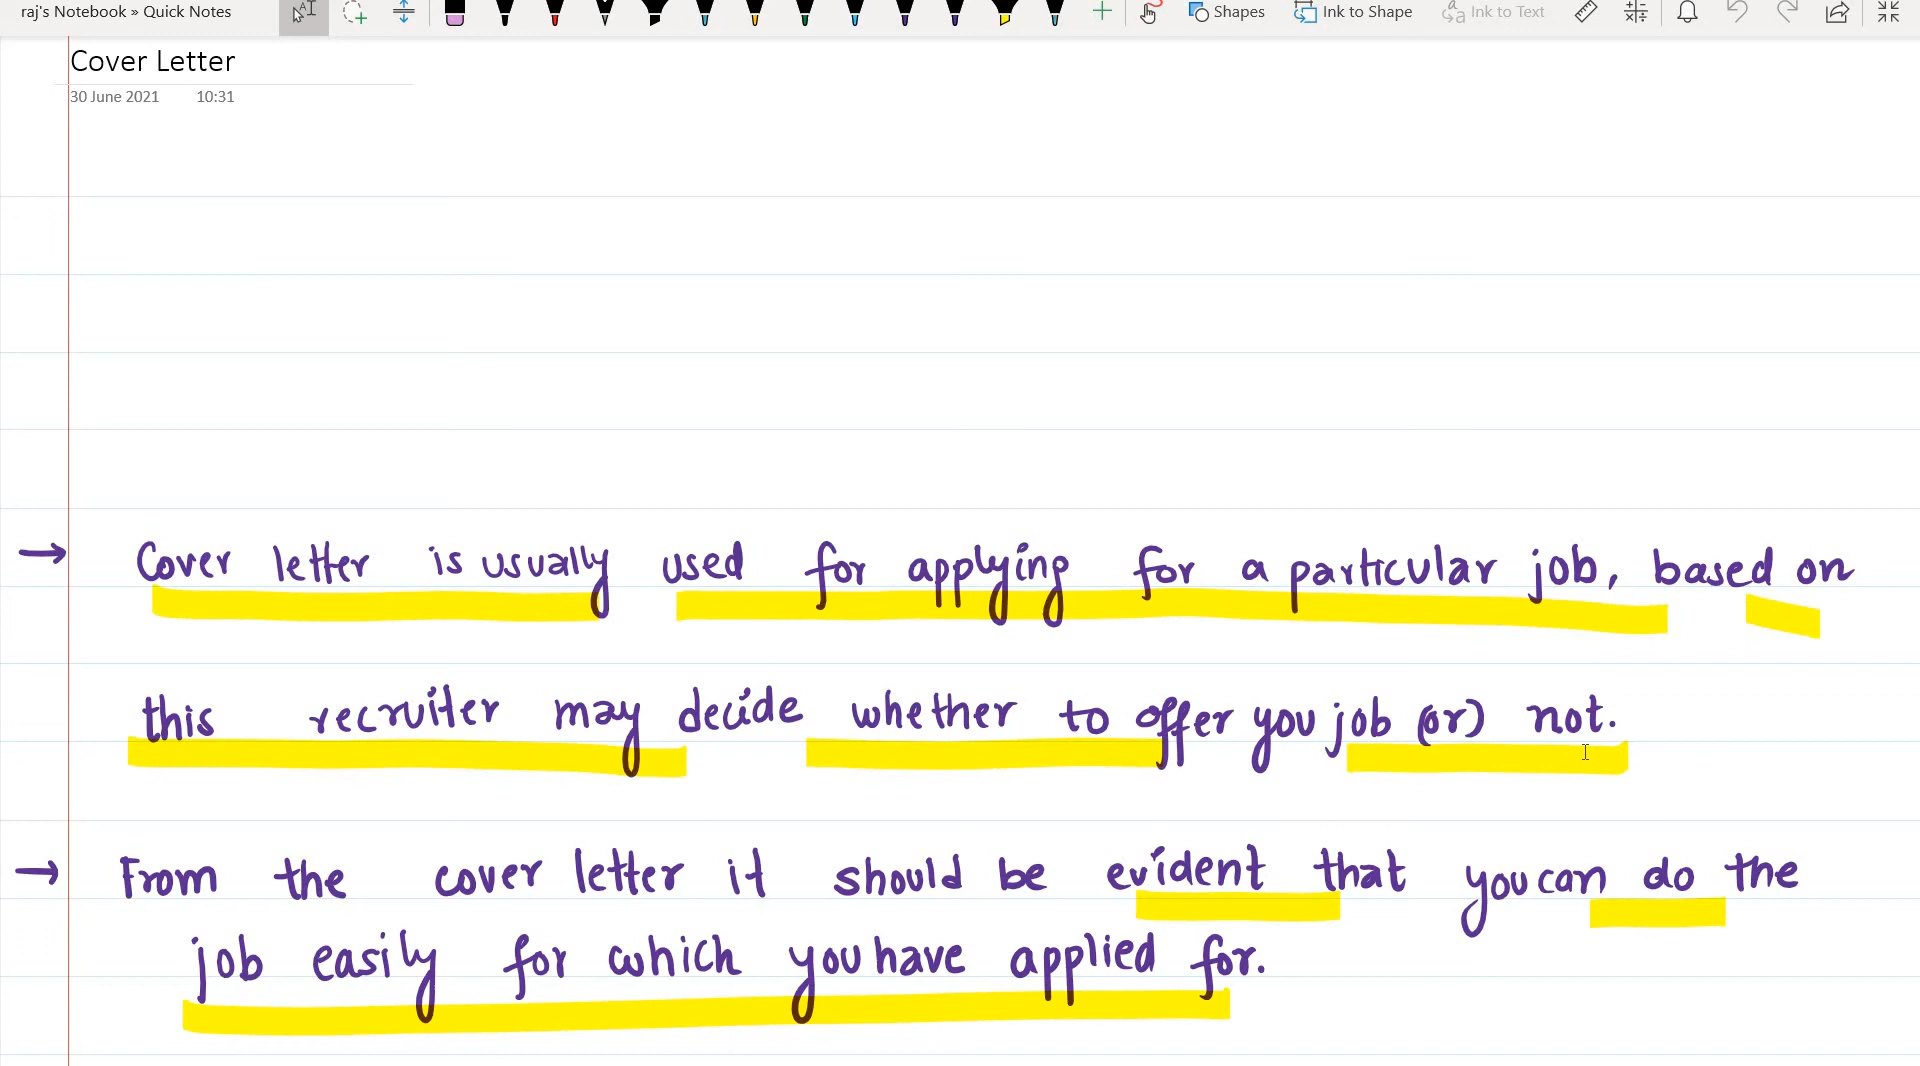 raj's Notebook » Quick Notes Shapes Ink to Shape Ink to Text
Cover Letter
30 June 2021 10:31
→ Cover letter is usually used for applying for a particular job, based on
this recruiter may decide whether to offer you job (or) not.
→ From the cover letter it should be evident that you can do the
job easily for which you have applied for.